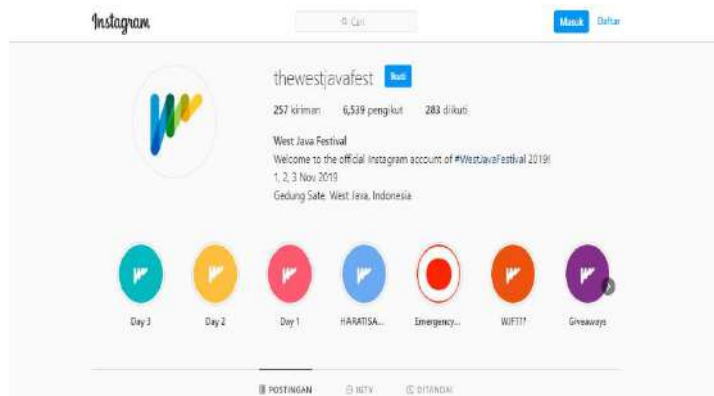 Instagram
Cari
Masuk Daftar
thewestjavafest Ikuti
257 kiriman 6,539 pengikut 283 diikuti
West Java Festival
Welcome to the official Instagram account of #WestJavaFestival 2019!
1, 2, 3 Nov 2019
Gedung Sate, West Java, Indonesia
Day 3 Day 2 Day 1 HARATISA... Emergency... WJF??? Giveaways
POSTINGAN IGTV DITANDAI